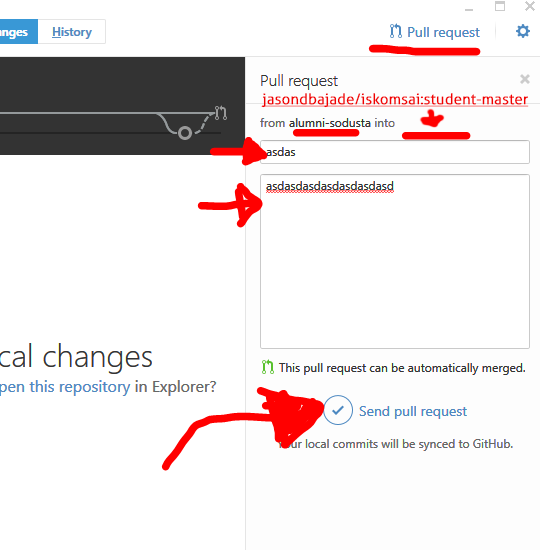 anges
History
Pull request
Pull request
jasondbajade/iskomsai:student-master
from alumni-sodusta into
asdas
asdasdasdasdasdasdasd
cal changes
pen this repository in Explorer?
This pull request can be automatically merged.
Send pull request
our local commits will be synced to GitHub.